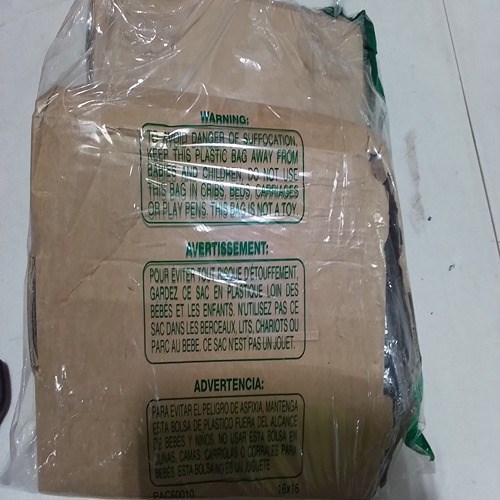 WARNING:
TO AVOID DANGER OF SUFFOCATION,
KEEP THIS PLASTIC BAG AWAY FROM
BABIES AND CHILDREN. DO NOT USE
THIS BAG IN CRIBS, BEDS, CARRIAGES
OR PLAY PENS. THIS BAG IS NOT A TOY.
AVERTISSEMENT:
POUR ÉVITER TOUT RISQUE D'ÉTOUFFEMENT,
GARDEZ CE SAC EN PLASTIQUE LOIN DES
BÉBÉS ET LES ENFANTS. N'UTILISEZ PAS CE
SAC DANS LES BERCEAUX, LITS, CHARIOTS OU
PARC AU BEBE. CE SAC N'EST PAS UN JOUET.
ADVERTENCIA:
PARA EVITAR EL PELIGRO DE ASFIXIA, MANTENGA
ESTA BOLSA DE PLASTICO FUERA DEL ALCANCE
DE BEBES Y NIÑOS. NO USAR ESTA BOLSA EN
CUNAS, CAMAS, CARRIOLAS O CORRALES PARA
BEBES. ESTA BOLSA NO ES UN JUGUETE
16x16